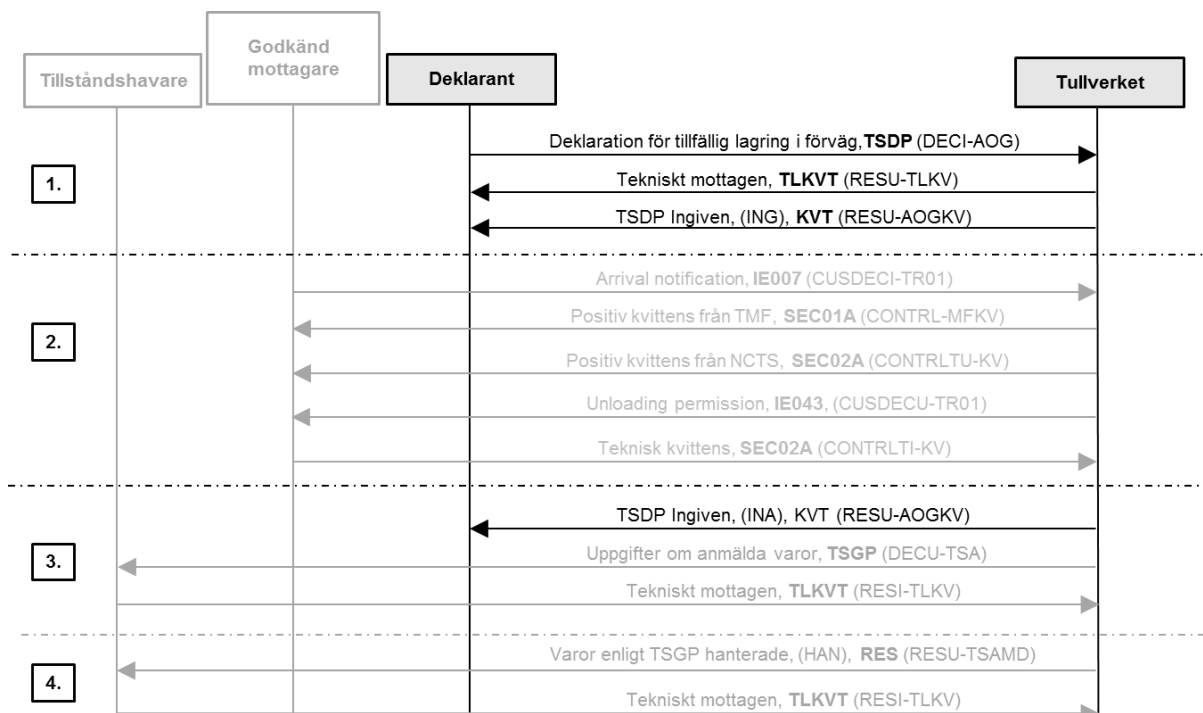 Tillståndshavare
Godkänd
mottagare
Deklarant
Tullverket
1.
Deklaration för tillfällig lagring i förväg,TSDP (DECI-AOG)
Tekniskt mottagen, TLKVT (RESU-TLKV)
TSDP Ingiven, (ING), KVT (RESU-AOGKV)
2.
Arrival notification, IE007 (CUSDECI-TR01)
Positiv kvittens från TMF, SEC01A (CONTRL-MFKV)
Positiv kvittens från NCTS, SEC02A (CONTRLTU-KV)
Unloading permission, IE043, (CUSDECU-TR01)
Teknisk kvittens, SEC02A (CONTRLTI-KV)
3.
TSDP Ingiven, (INA), KVT (RESU-AOGKV)
Uppgifter om anmälda varor, TSGP (DECU-TSA)
Tekniskt mottagen, TLKVT (RESI-TLKV)
4.
Varor enligt TSGP hanterade, (HAN), RES (RESU-TSAMD)
Tekniskt mottagen, TLKVT (RESI-TLKV)